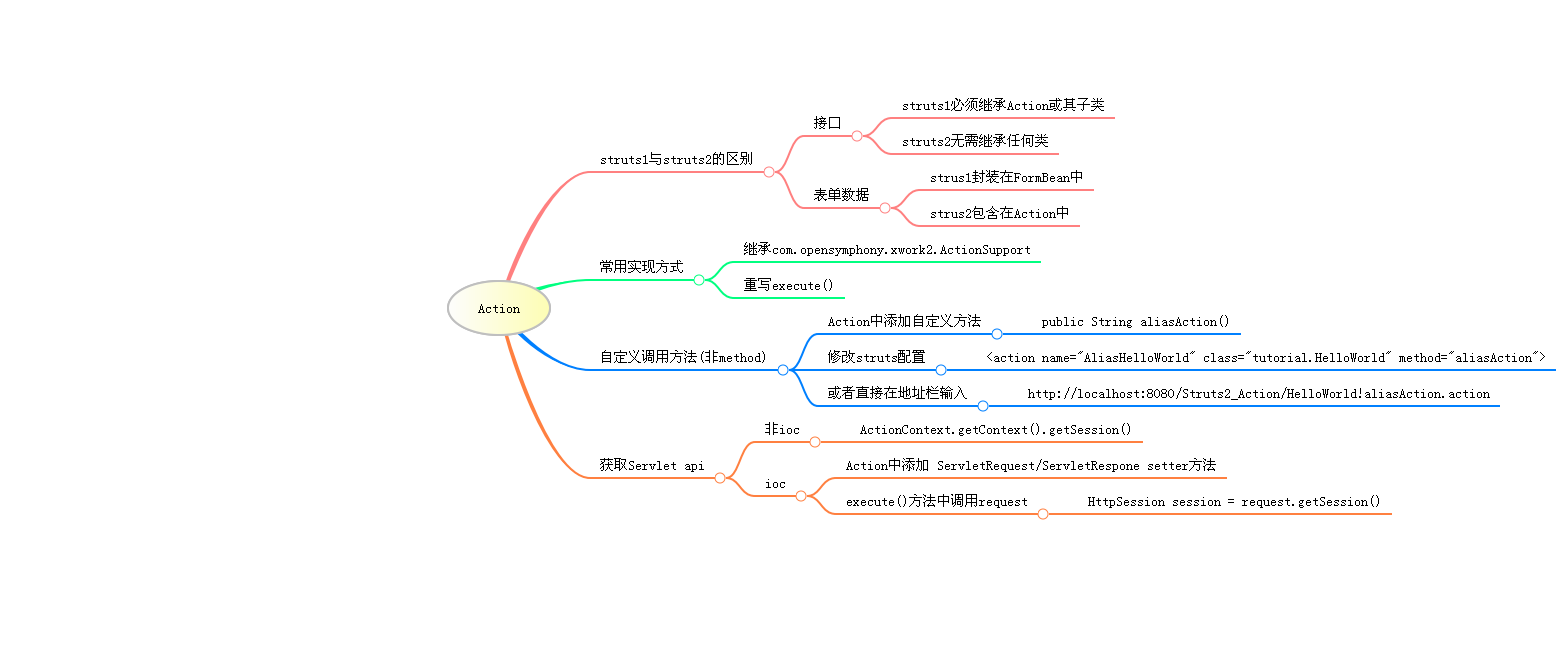 Action
struts1与struts2的区别
接口
struts1必须继承Action或其子类
struts2无需继承任何类
表单数据
strus1封装在FormBean中
strus2包含在Action中
常用实现方式
继承com.opensymphony.xwork2.ActionSupport
重写execute()
自定义调用方法(非method)
Action中添加自定义方法
public String aliasAction()
修改struts配置
<action name="AliasHelloWorld" class="tutorial.HelloWorld" method="aliasAction">
或者直接在地址栏输入
http://localhost:8080/Struts2_Action/HelloWorld!aliasAction.action
获取Servlet api
非ioc
ActionContext.getContext().getSession()
ioc
Action中添加 ServletRequest/ServletRespone setter方法
execute()方法中调用request
HttpSession session = request.getSession()